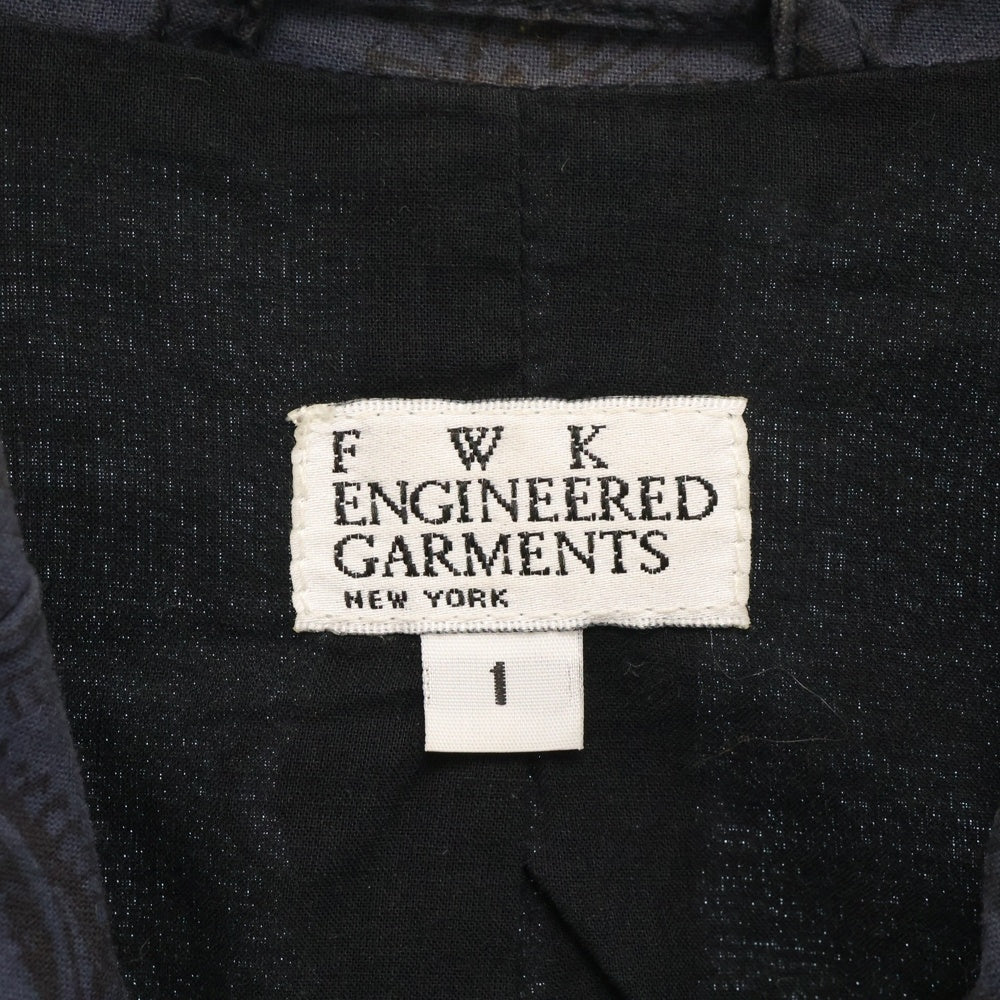 F W K
ENGINEERED
GARMENTS
NEW YORK
1